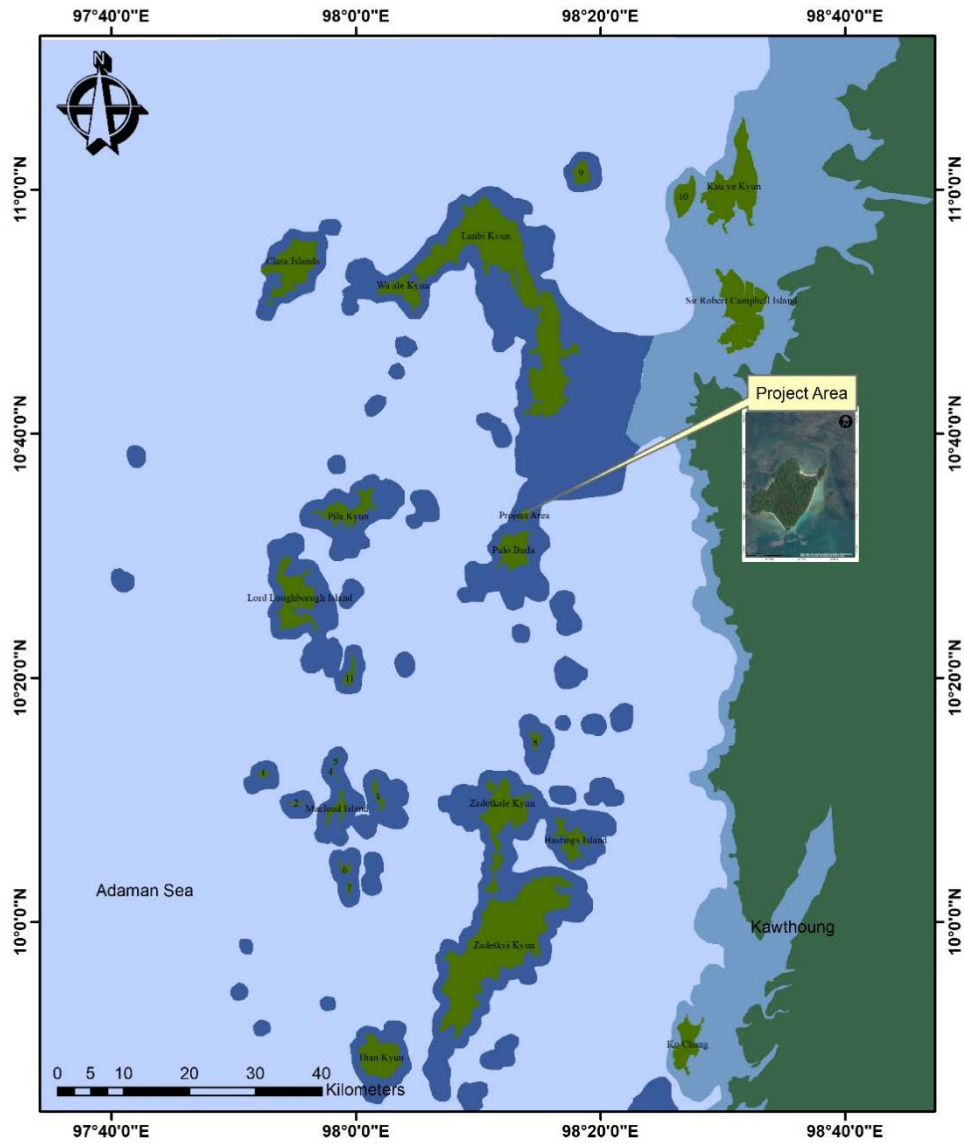 97°40'0"E 98°0'0"E 98°20'0"E 98°40'0"E
N
11°0'0"N 11°0'0"N
9
10
Kau ye Kyun
Lanbi Kyun
Clara Islands
Wa ale Kyun
Sir Robert Campbell Island
Project Area
10°40'0"N 10°40'0"N
Project Area
Pila Kyun
Pulo Buda
Lord Loughborugh Island
10°20'0"N 10°20'0"N
11
8
1
5
4
2
Macleod Island
3
Zadetkale Kyun
Hastings Island
6
7
Adaman Sea
10°0'0"N 10°0'0"N
Kawthoung
Zadetkyi Kyun
Ko Chang
Than Kyun
0 5 10 20 30 40
Kilometers
97°40'0"E 98°0'0"E 98°20'0"E 98°40'0"E